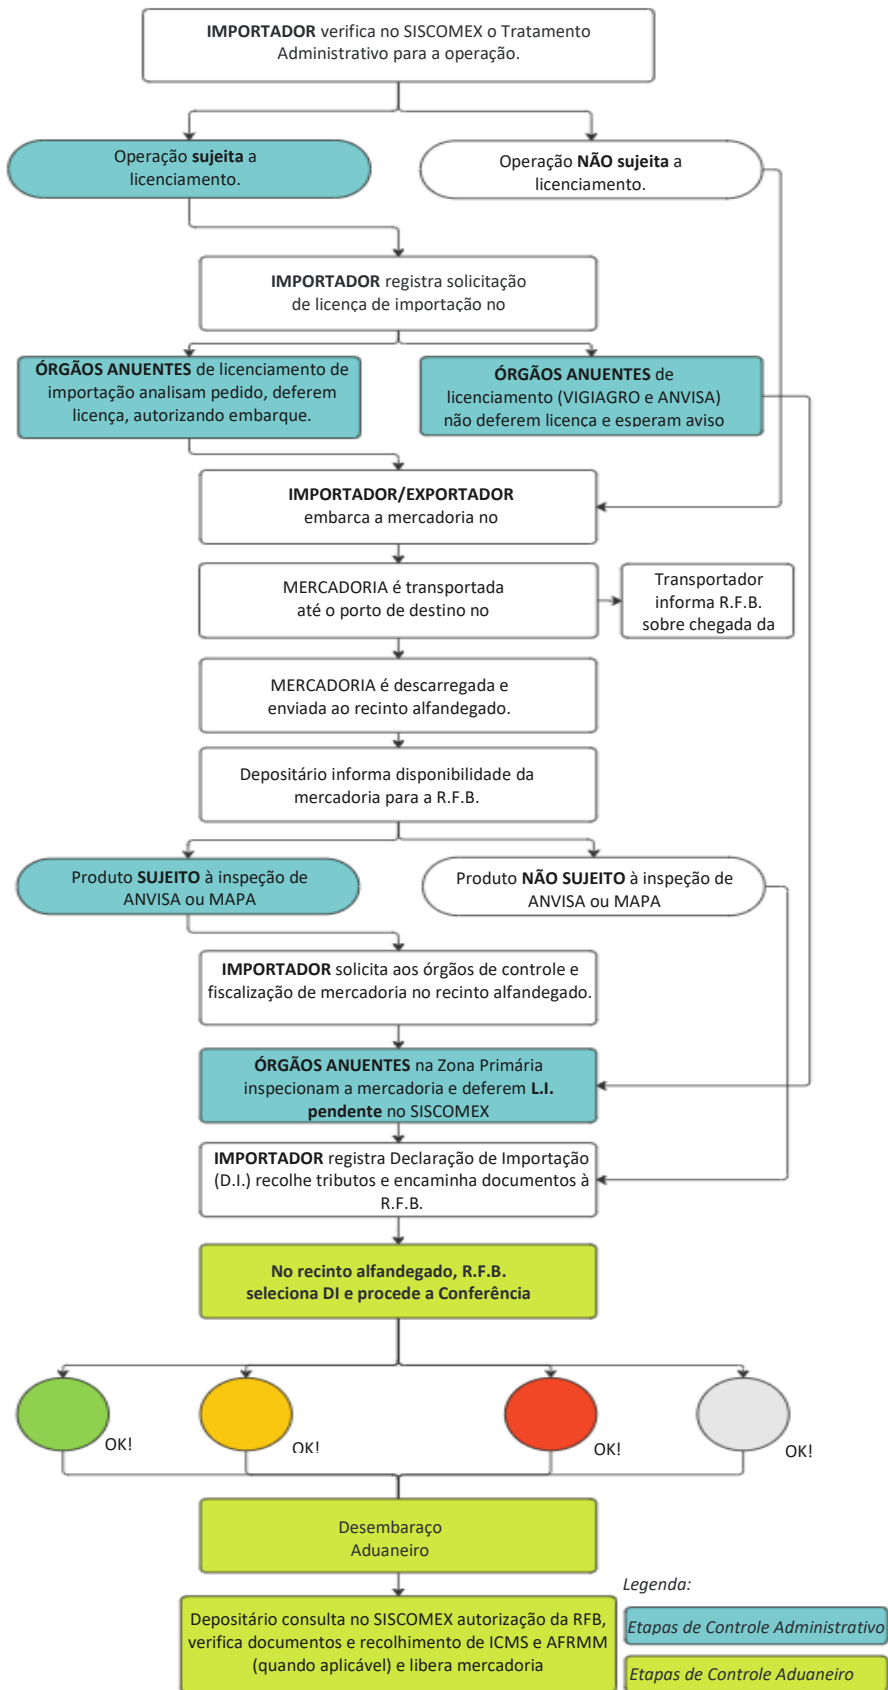 IMPORTADOR verifica no SISCOMEX o Tratamento
Administrativo para a operação.
Operação sujeita a
licenciamento.
Operação NÃO sujeita a
licenciamento.
IMPORTADOR registra solicitação
de licença de importação no
ÓRGÃOS ANUENTES de licenciamento de
importação analisam pedido, deferem
licença, autorizando embarque.
ÓRGÃOS ANUENTES de
licenciamento (VIGIAGRO e ANVISA)
não deferem licença e esperam aviso
IMPORTADOR/EXPORTADOR
embarca a mercadoria no
MERCADORIA é transportada
até o porto de destino no
Transportador
informa R.F.B.
sobre chegada da
MERCADORIA é descarregada e
enviada ao recinto alfandegado.
Depositário informa disponibilidade da
mercadoria para a R.F.B.
Produto SUJEITO à inspeção de
ANVISA ou MAPA
Produto NÃO SUJEITO à inspeção de
ANVISA ou MAPA
IMPORTADOR solicita aos órgãos de controle e
fiscalização de mercadoria no recinto alfandegado.
ÓRGÃOS ANUENTES na Zona Primária
inspecionam a mercadoria e deferem L.I.
pendente no SISCOMEX
IMPORTADOR registra Declaração de Importação
(D.I.) recolhe tributos e encaminha documentos à
R.F.B.
No recinto alfandegado, R.F.B.
seleciona DI e procede a Conferência
OK!
OK!
OK!
OK!
Desembaraço
Aduaneiro
Depositário consulta no SISCOMEX autorização da RFB,
verifica documentos e recolhimento de ICMS e AFRMM
(quando aplicável) e libera mercadoria
Legenda:
Etapas de Controle Administrativo
Etapas de Controle Aduaneiro